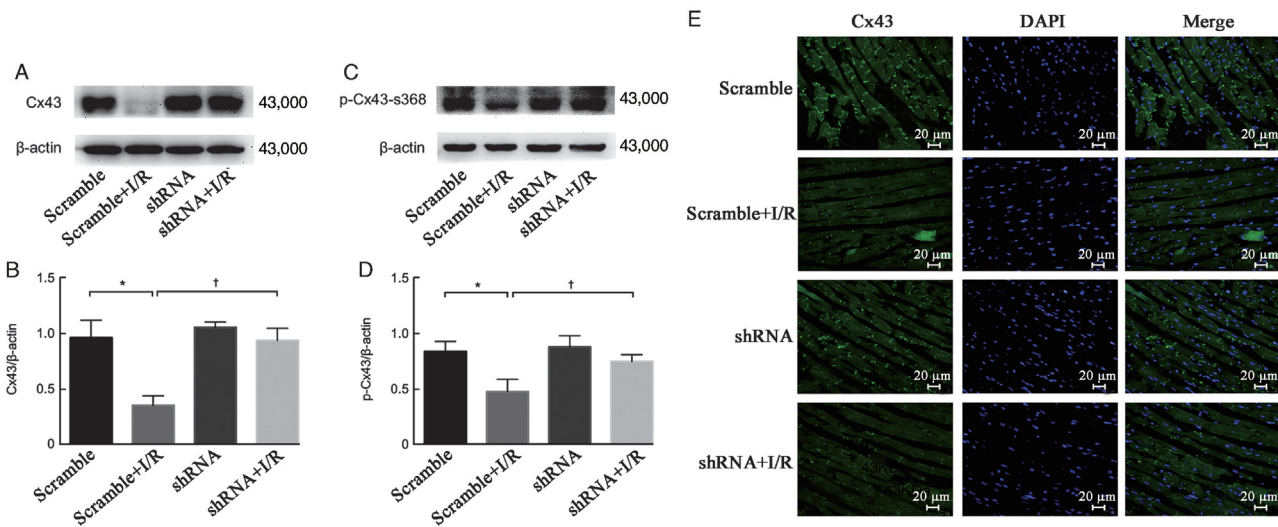 A
Cx43
43,000
β-actin
43,000
Scramble
Scramble+I/R
shRNA
shRNA+I/R
B
1.5
1.0
0.5
0
Cx43/β-actin
*
†
Scramble
Scramble+I/R
shRNA
shRNA+I/R
C
p-Cx43-s368
43,000
β-actin
43,000
Scramble
Scramble+I/R
shRNA
shRNA+I/R
D
1.5
1.0
0.5
0
p-Cx43/β-actin
*
†
Scramble
Scramble+I/R
shRNA
shRNA+I/R
E
Cx43 DAPI Merge
Scramble
20 µm 20 µm 20 µm
Scramble+I/R
20 µm 20 µm 20 µm
shRNA
20 µm 20 µm 20 µm
shRNA+I/R
20 µm 20 µm 20 µm